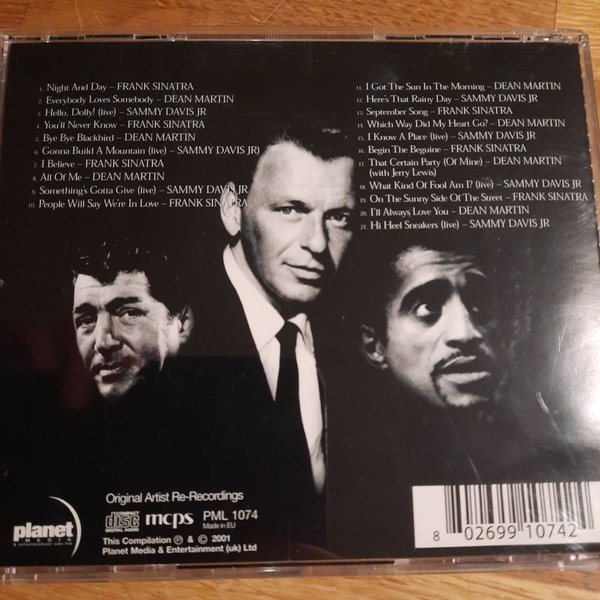 1. Night And Day – FRANK SINATRA
2. Everybody Loves Somebody – DEAN MARTIN
3. Hello, Dolly! (live) – SAMMY DAVIS JR
4. You'll Never Know – FRANK SINATRA
5. Bye Bye Blackbird – DEAN MARTIN
6. Gonna Build A Mountain (live) – SAMMY DAVIS JR
7. I Believe – FRANK SINATRA
8. All Of Me – DEAN MARTIN
9. Something's Gotta Give (live) – SAMMY DAVIS JR
10. People Will Say We're In Love – FRANK SINATRA
11. I Got The Sun In The Morning – DEAN MARTIN
12. Here's That Rainy Day – SAMMY DAVIS JR
13. September Song – FRANK SINATRA
14. Which Way Did My Heart Go? – DEAN MARTIN
15. I Know A Place (live) – SAMMY DAVIS JR
16. Begin The Beguine – FRANK SINATRA
17. That Certain Party (Of Mine) – DEAN MARTIN
(with Jerry Lewis)
18. What Kind Of Fool Am I? (live) – SAMMY DAVIS JR
19. On The Sunny Side Of The Street – FRANK SINATRA
20. I'll Always Love You – DEAN MARTIN
21. Hi Heel Sneakers (live) – SAMMY DAVIS JR
Original Artist Re-Recordings
planet
MEDIA
& entertainment (uk) ltd
COMPACT
disc
DIGITAL AUDIO
mcps
PML 1074
Made in EU
This Compilation ℗ & © 2001
Planet Media & Entertainment (uk) Ltd
8 02699 10742